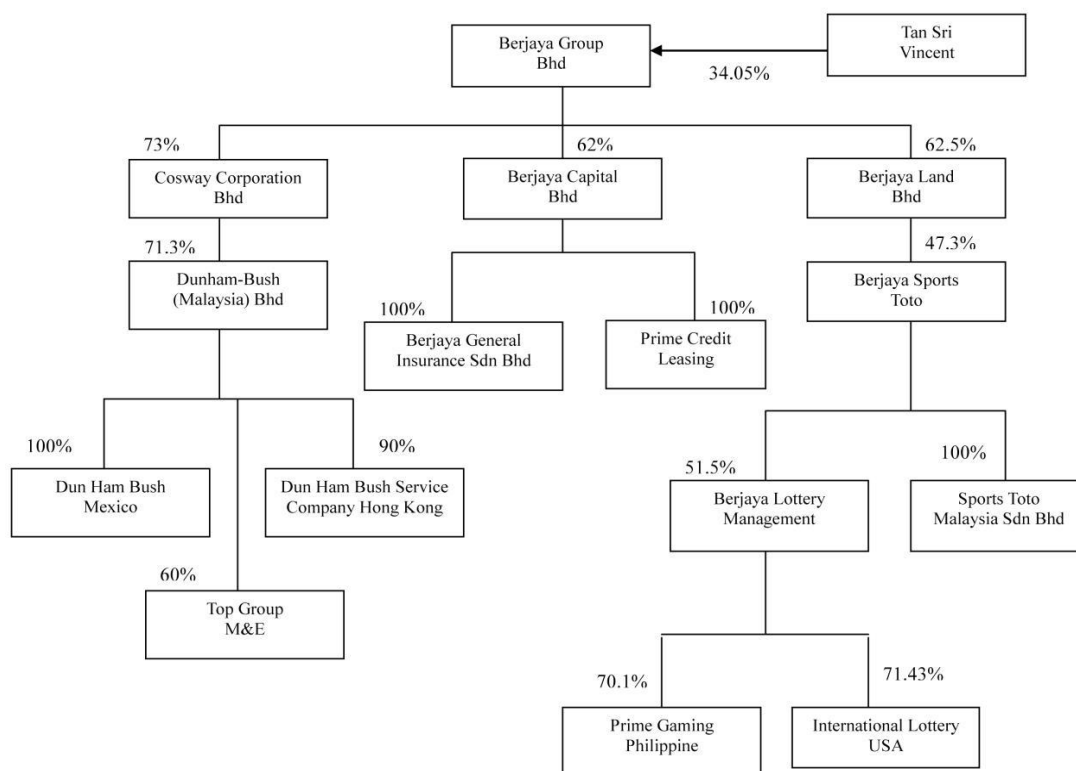 Berjaya Group
Bhd
Tan Sri
Vincent
34.05%
73%
62%
62.5%
Cosway Corporation
Bhd
Berjaya Capital
Bhd
Berjaya Land
Bhd
71.3%
47.3%
Dunham-Bush
(Malaysia) Bhd
Berjaya Sports
Toto
100%
100%
Berjaya General
Insurance Sdn Bhd
Prime Credit
Leasing
100%
90%
51.5%
100%
Dun Ham Bush
Mexico
Dun Ham Bush Service
Company Hong Kong
Berjaya Lottery
Management
Sports Toto
Malaysia Sdn Bhd
60%
Top Group
M&E
70.1%
71.43%
Prime Gaming
Philippine
International Lottery
USA